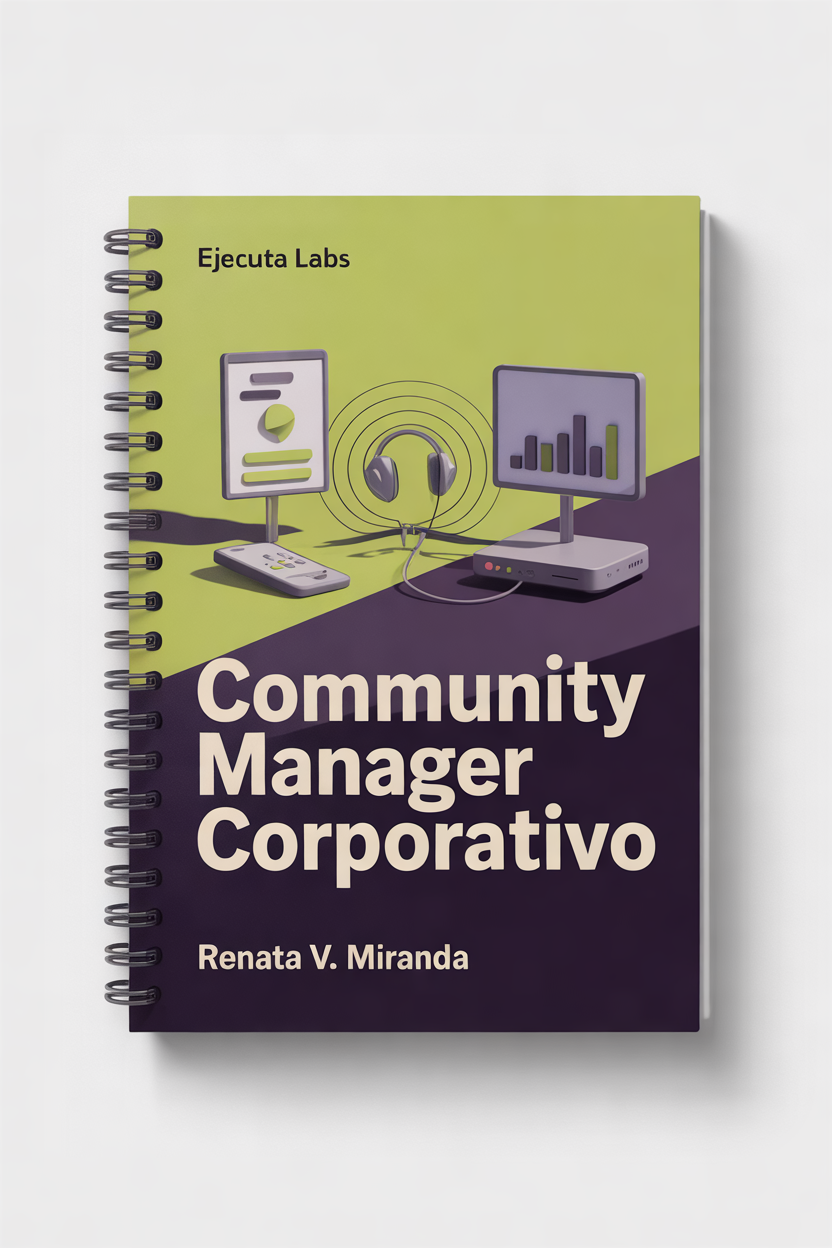 Ejecuta Labs
Community
Manager
Corporativo
Renata V. Miranda